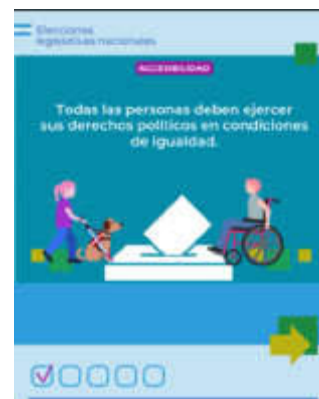 Elecciones
legislativas nacionales
ACCESIBILIDAD
Todas las personas deben ejercer
sus derechos políticos en condiciones
de igualdad.